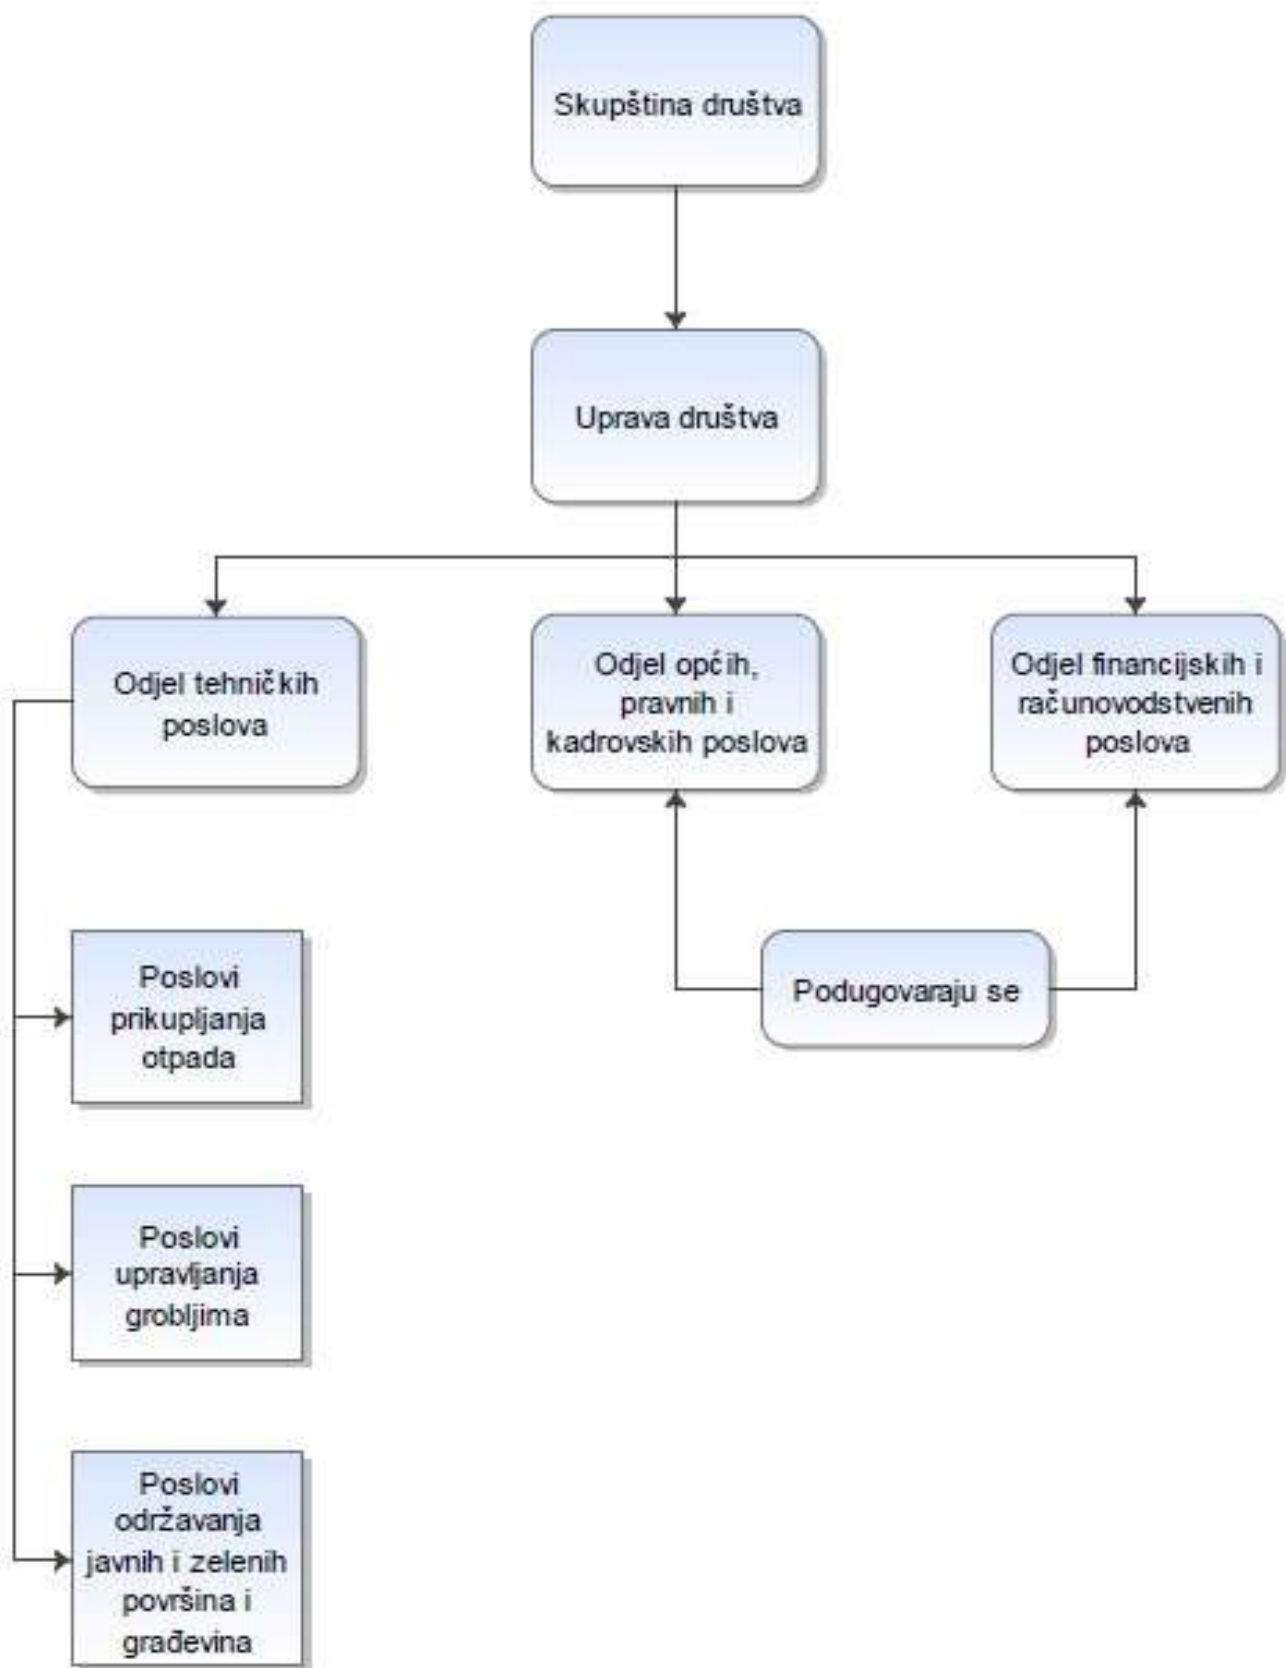 Skupština društva
Uprava društva
Odjel tehničkih
poslova
Odjel općih,
pravnih i
kadrovskih poslova
Odjel financijskih i
računovodstvenih
poslova
Podugovaraju se
Poslovi
prikupljanja
otpada
Poslovi
upravljanja
grobljima
Poslovi
održavanja
javnih i zelenih
površina i
građevina